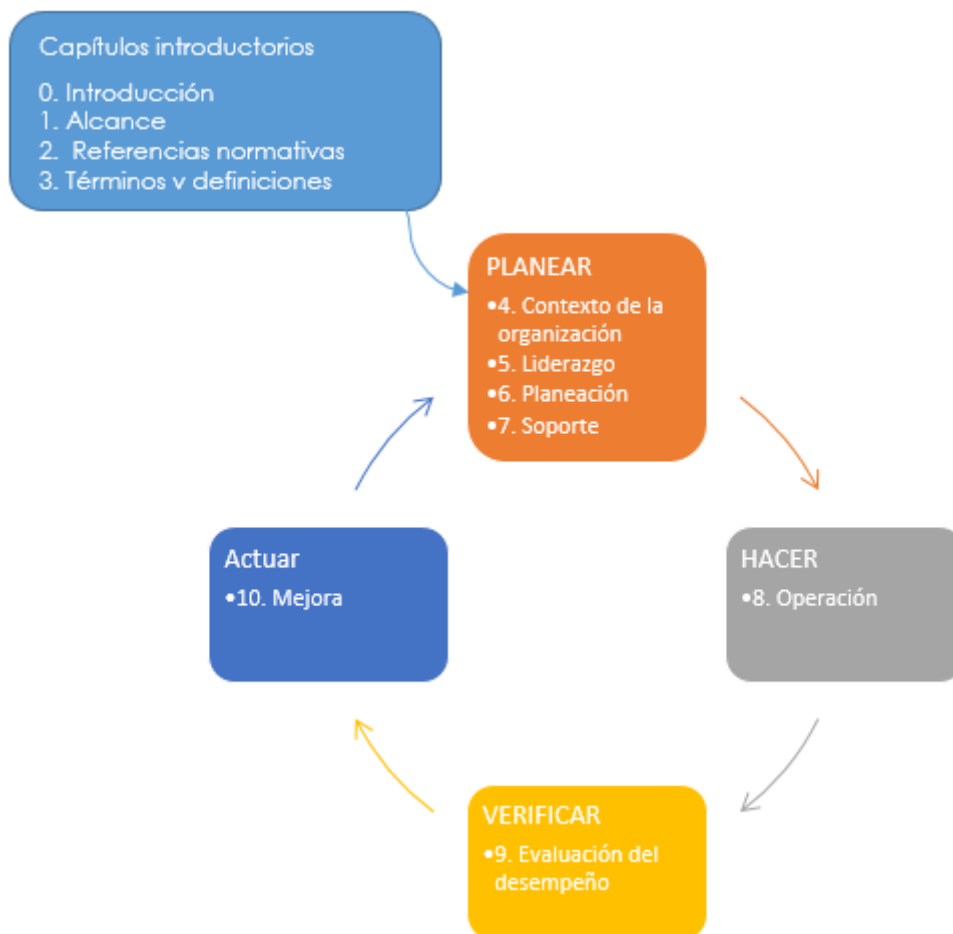 Capítulos introductorios
0. Introducción
1. Alcance
2. Referencias normativas
3. Términos v definiciones
PLANEAR
•4. Contexto de la
organización
•5. Liderazgo
•6. Planeación
•7. Soporte
Actuar
•10. Mejora
HACER
•8. Operación
VERIFICAR
•9. Evaluación del
desempeño